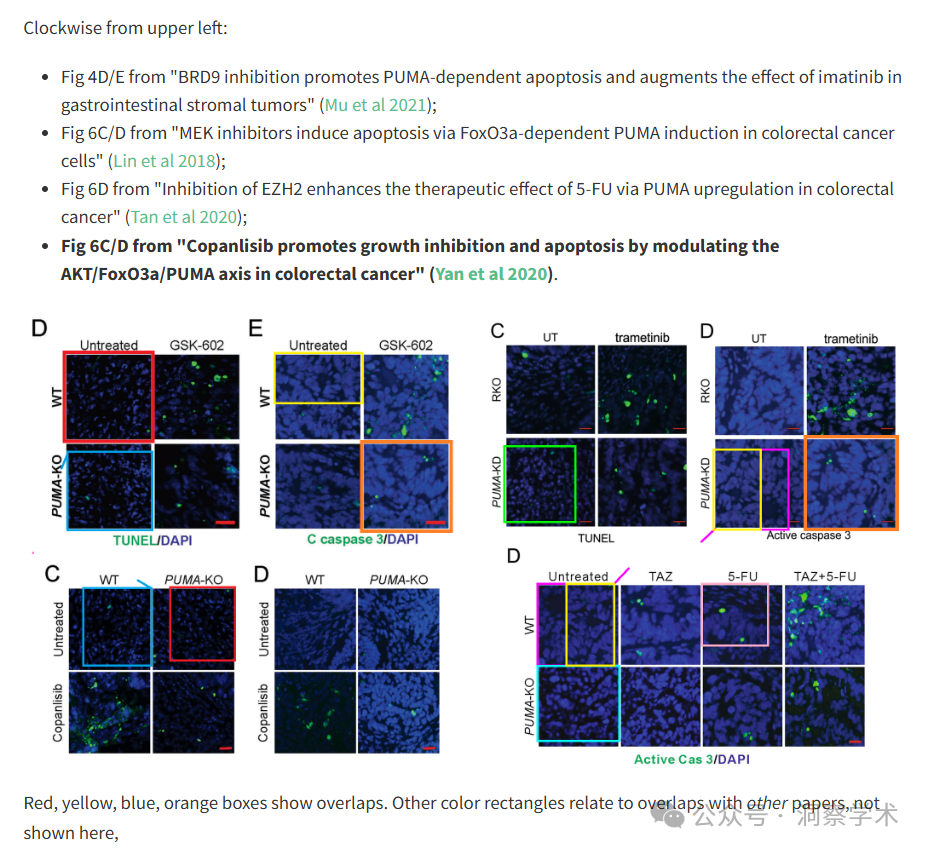 Clockwise from upper left:
• Fig 4D/E from "BRD9 inhibition promotes PUMA-dependent apoptosis and augments the effect of imatinib in
gastrointestinal stromal tumors" (Mu et al 2021);
• Fig 6C/D from "MEK inhibitors induce apoptosis via FoxO3a-dependent PUMA induction in colorectal cancer
cells" (Lin et al 2018);
• Fig 6D from "Inhibition of EZH2 enhances the therapeutic effect of 5-FU via PUMA upregulation in colorectal
cancer" (Tan et al 2020);
• Fig 6C/D from "Copanlisib promotes growth inhibition and apoptosis by modulating the
AKT/FoxO3a/PUMA axis in colorectal cancer" (Yan et al 2020).
D
Untreated GSK-602
WT
PUMA-KO
TUNEL/DAPI
E
Untreated GSK-602
WT
PUMA-KO
C caspase 3/DAPI
C
UT trametinib
RKO
PUMA-KD
TUNEL
D
UT trametinib
RKO
PUMA-KD
Active caspase 3
C
WT PUMA-KO
Untreated
Copanlisib
D
WT PUMA-KO
Untreated
Copanlisib
D
Untreated TAZ 5-FU TAZ+5-FU
WT
PUMA-KO
Active Cas 3/DAPI
Red, yellow, blue, orange boxes show overlaps. Other color rectangles relate to overlaps with other papers, not
shown here,
公众号 · 洞察学术